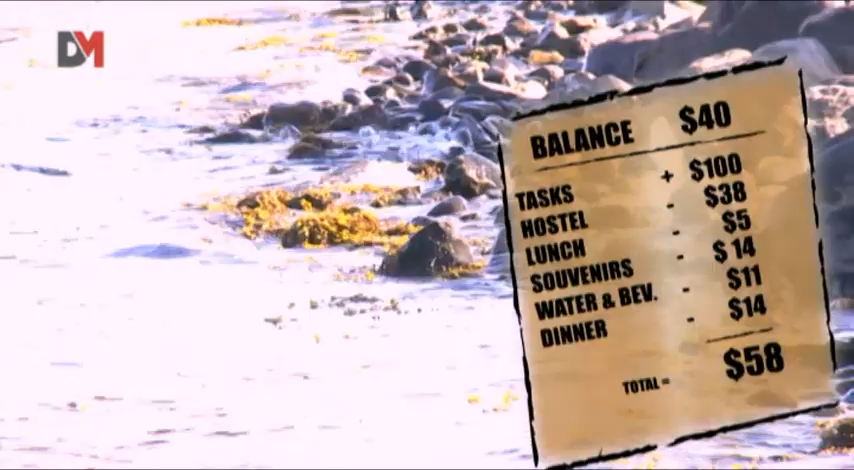 DM
BALANCE $40
TASKS + $100
HOSTEL - $38
LUNCH - $5
SOUVENIRS - $14
WATER & BEV. - $11
DINNER - $14
TOTAL = $58